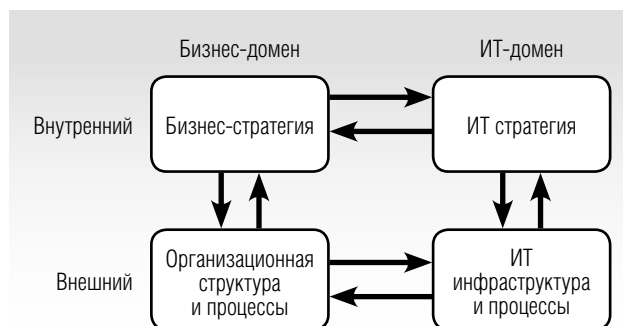 Бизнес-домен ИТ-домен
Внутренний Бизнес-стратегия ИТ стратегия
Внешний
Организационная
структура
и процессы
ИТ
инфраструктура
и процессы